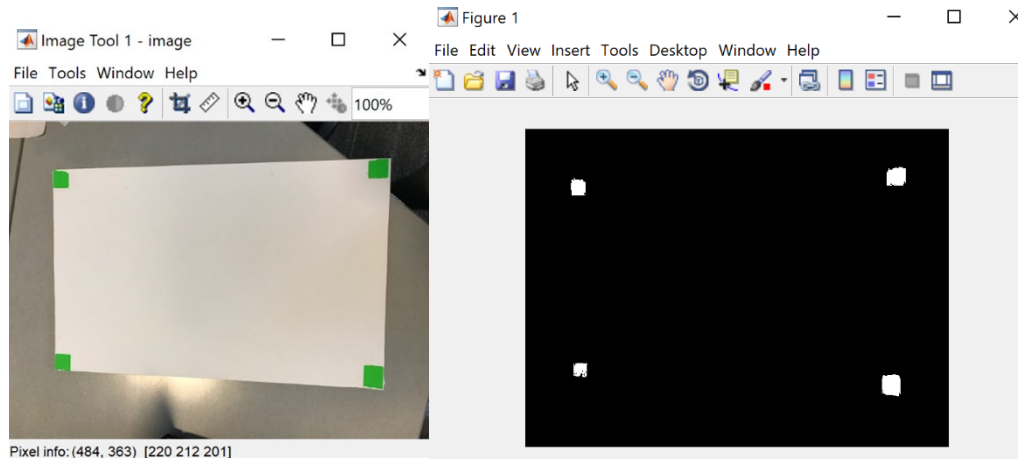 Image Tool 1 - image
File Tools Window Help
100%
Pixel info: (484, 363) [220 212 201]
Figure 1
File Edit View Insert Tools Desktop Window Help